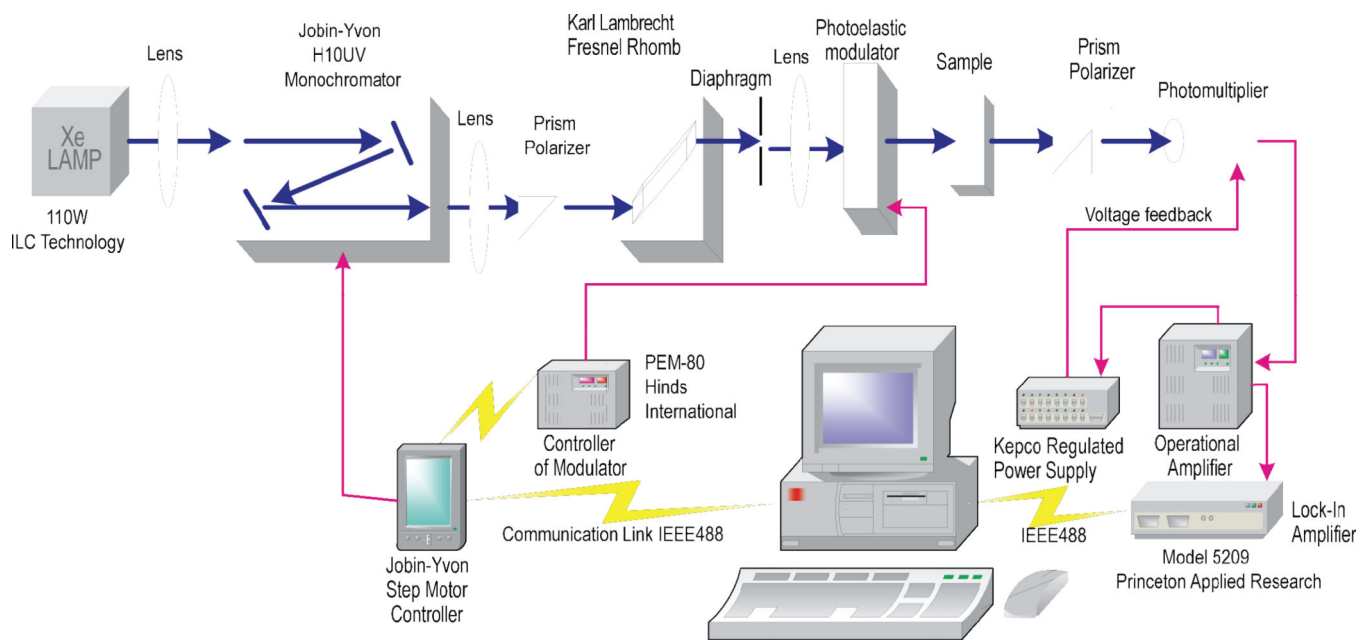 Lens
Jobin-Yvon
H10UV
Monochromator
Karl Lambrecht
Fresnel Rhomb
Diaphragm
Lens
Photoelastic
modulator
Sample
Prism
Polarizer
Photomultiplier
Xe
LAMP
110W
ILC Technology
Lens
Prism
Polarizer
Voltage feedback
PEM-80
Hinds
International
Controller
of Modulator
Kepco Regulated
Power Supply
Operational
Amplifier
Communication Link IEEE488
IEEE488
Lock-In
Amplifier
Model 5209
Princeton Applied Research
Jobin-Yvon
Step Motor
Controller